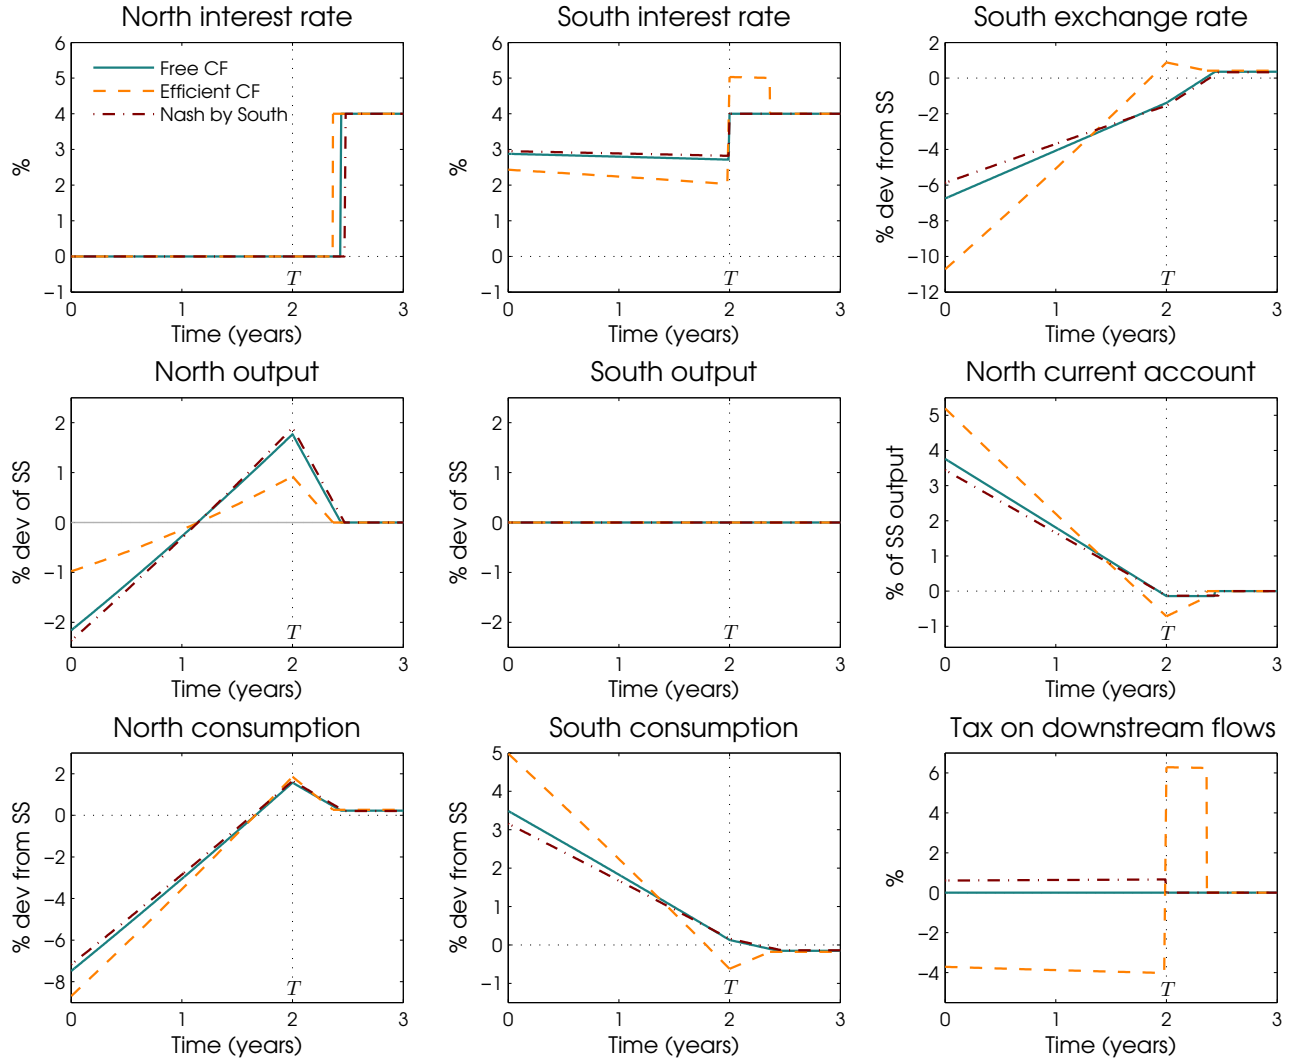 North interest rate
6
5
4
3
2
1
0
−1
%
Free CF
Efficient CF
Nash by South
T
0 1 2 3
Time (years)
South interest rate
6
5
4
3
2
1
0
−1
%
T
0 1 2 3
Time (years)
South exchange rate
2
0
−2
−4
−6
−8
−10
−12
% dev from SS
T
0 1 2 3
Time (years)
North output
2
1
0
−1
−2
% dev of SS
T
0 1 2 3
Time (years)
South output
2
1
0
−1
−2
% dev of SS
T
0 1 2 3
Time (years)
North current account
5
4
3
2
1
0
−1
% of SS output
T
0 1 2 3
Time (years)
North consumption
2
0
−2
−4
−6
−8
% dev from SS
T
0 1 2 3
Time (years)
South consumption
5
4
3
2
1
0
−1
% dev from SS
T
0 1 2 3
Time (years)
Tax on downstream flows
6
4
2
0
−2
−4
%
T
0 1 2 3
Time (years)